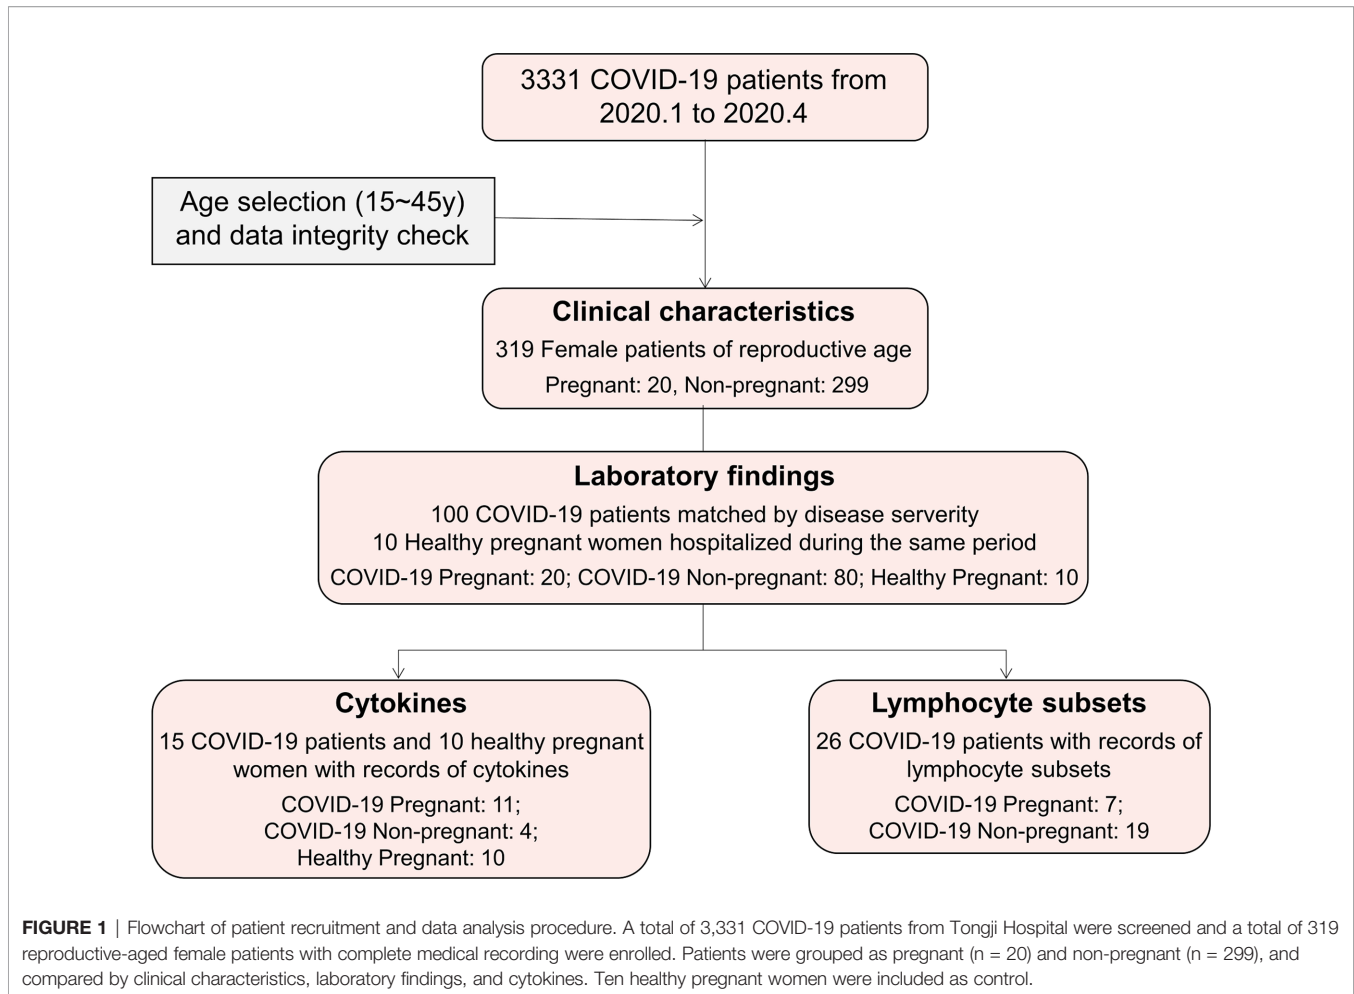 3331 COVID-19 patients from
2020.1 to 2020.4
Age selection (15~45y)
and data integrity check
Clinical characteristics
319 Female patients of reproductive age
Pregnant: 20, Non-pregnant: 299
Laboratory findings
100 COVID-19 patients matched by disease serverity
10 Healthy pregnant women hospitalized during the same period
COVID-19 Pregnant: 20; COVID-19 Non-pregnant: 80; Healthy Pregnant: 10
Cytokines
15 COVID-19 patients and 10 healthy pregnant
women with records of cytokines
COVID-19 Pregnant: 11;
COVID-19 Non-pregnant: 4;
Healthy Pregnant: 10
Lymphocyte subsets
26 COVID-19 patients with records of
lymphocyte subsets
COVID-19 Pregnant: 7;
COVID-19 Non-pregnant: 19
FIGURE 1 | Flowchart of patient recruitment and data analysis procedure. A total of 3,331 COVID-19 patients from Tongji Hospital were screened and a total of 319
reproductive-aged female patients with complete medical recording were enrolled. Patients were grouped as pregnant (n = 20) and non-pregnant (n = 299), and
compared by clinical characteristics, laboratory findings, and cytokines. Ten healthy pregnant women were included as control.